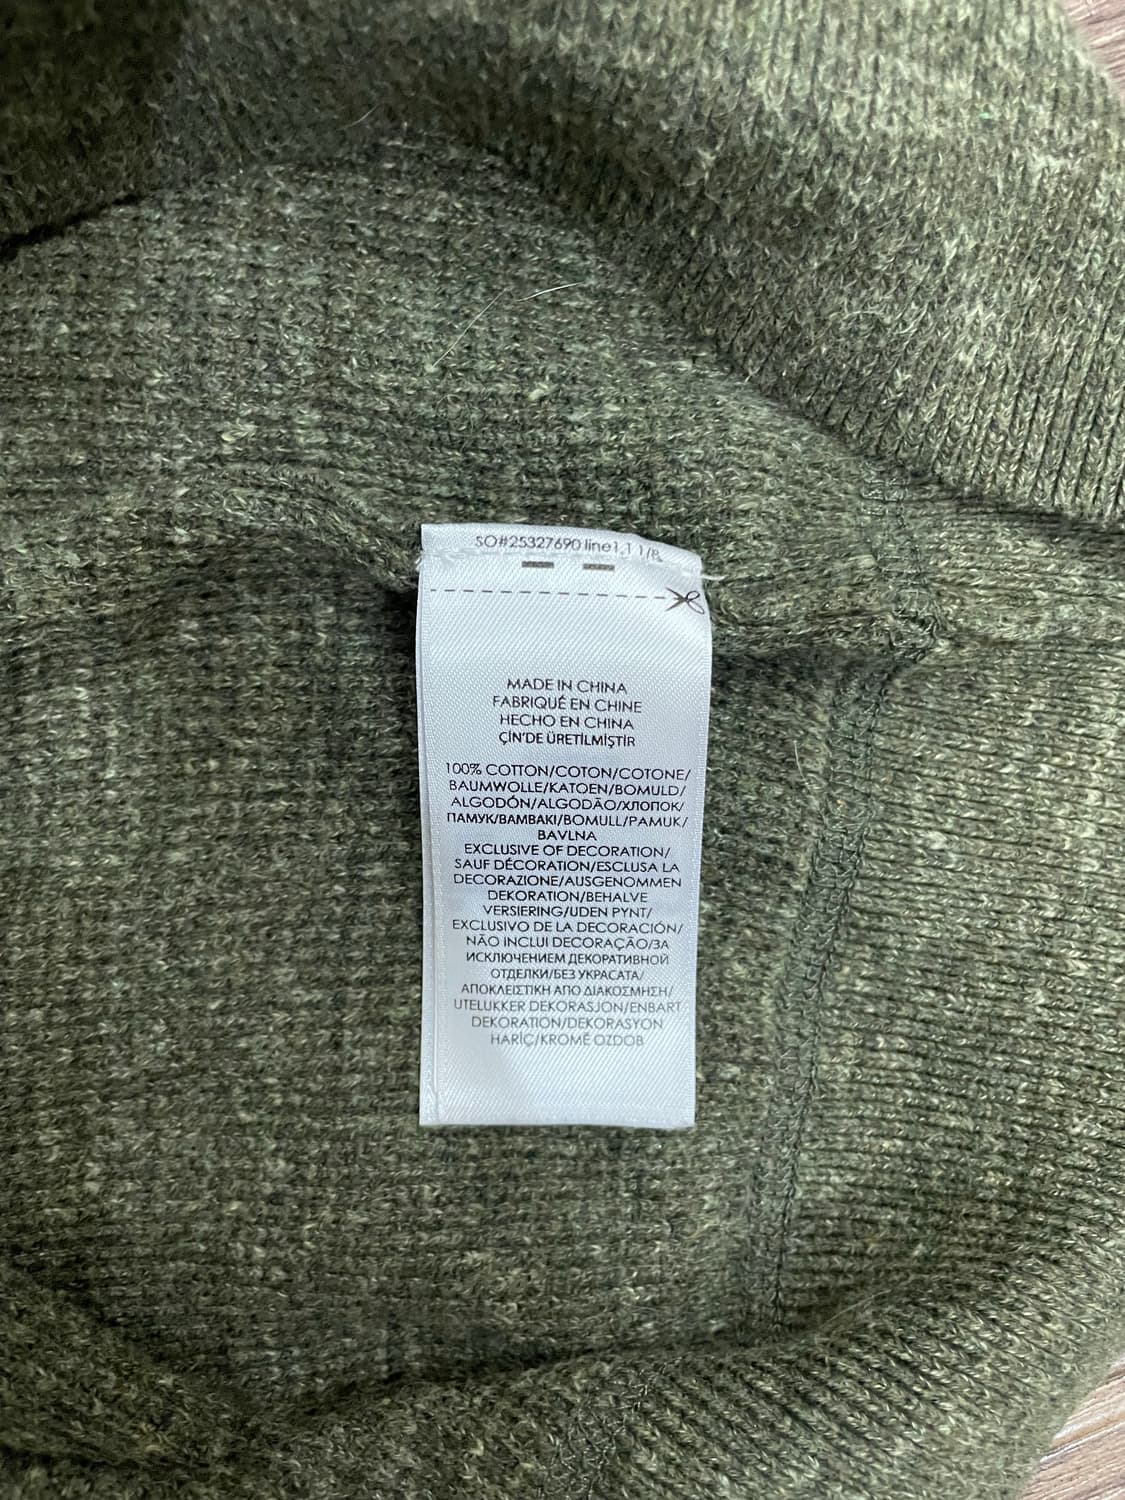 SO#25327690 line1.1 1/B
MADE IN CHINA
FABRIQUÉ EN CHINE
HECHO EN CHINA
ÇİN'DE ÜRETİLMİŞTİR
100% COTTON/COTON/COTONE/
BAUMWOLLE/KATOEN/BOMULD/
ALGODÓN/ALGODÃO/ХЛОПОК/
ПАМУК/ΒΑΜΒΑΚΙ/BOMULL/PAMUK/
BAVLNA
EXCLUSIVE OF DECORATION/
SAUF DÉCORATION/ESCLUSA LA
DECORAZIONE/AUSGENOMMEN
DEKORATION/BEHALVE
VERSIERING/UDEN PYNT/
EXCLUSIVO DE LA DECORACIÓN/
NÃO INCLUI DECORAÇÃO/ЗА
ИСКЛЮЧЕНИЕМ ДЕКОРАТИВНОЙ
ОТДЕЛКИ/БЕЗ УКРАСАТА/
ΑΠΟΚΛΕΙΣΤΙΚΗ ΑΠΟ ΔΙΑΚΟΣΜΗΣΗ/
UTELUKKER DEKORASJON/ENBART
DEKORATION/DEKORASYON
HARİÇ/KROMĚ OZDOB